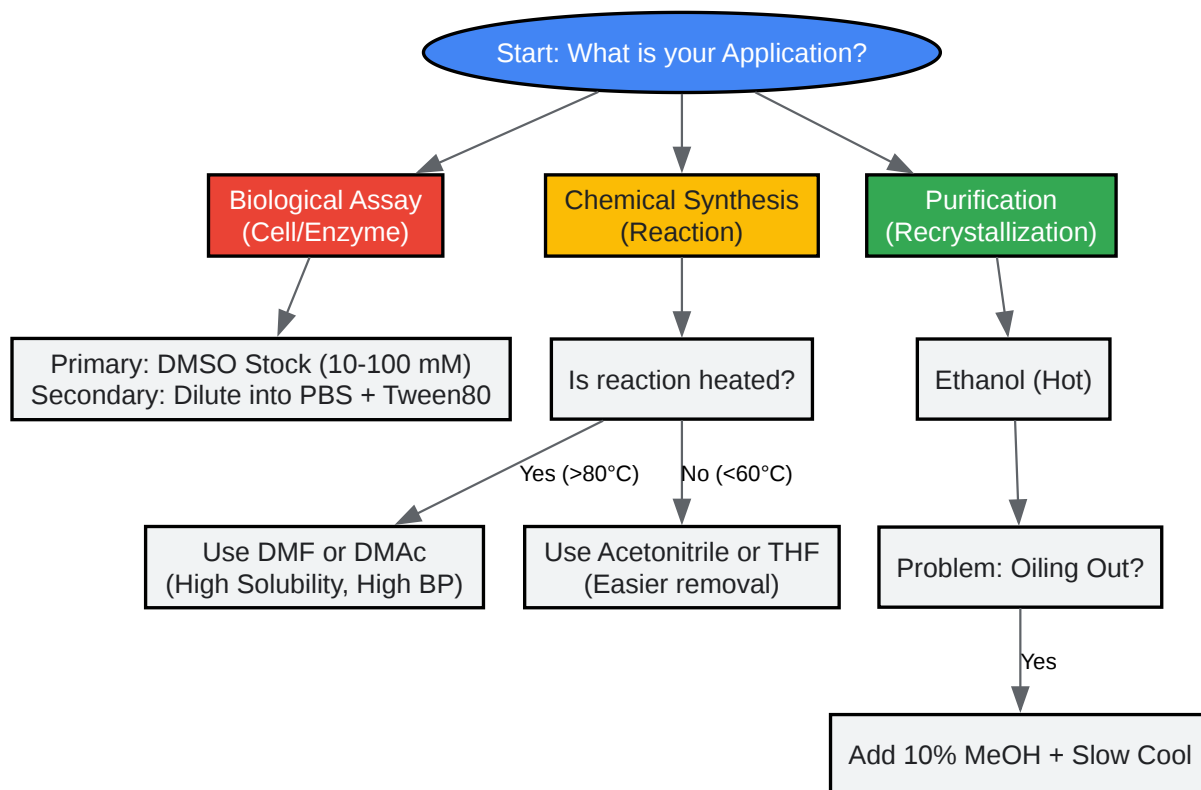 Start: What is your Application?
Biological Assay
(Cell/Enzyme)
Chemical Synthesis
(Reaction)
Purification
(Recrystallization)
Primary: DMSO Stock (10-100 mM)
Secondary: Dilute into PBS + Tween80
Is reaction heated?
Ethanol (Hot)
Yes (>80°C)
No (<60°C)
Use DMF or DMAc
(High Solubility, High BP)
Use Acetonitrile or THF
(Easier removal)
Problem: Oiling Out?
Yes
Add 10% MeOH + Slow Cool